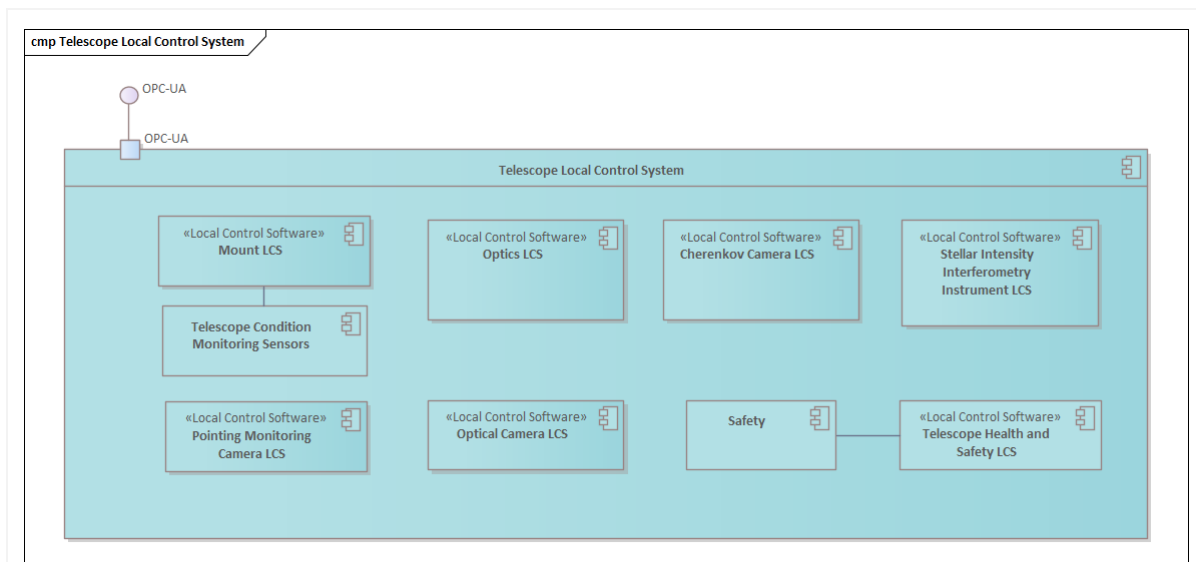 cmp Telescope Local Control System
OPC-UA
OPC-UA
Telescope Local Control System
«Local Control Software»
Mount LCS
«Local Control Software»
Optics LCS
«Local Control Software»
Cherenkov Camera LCS
«Local Control Software»
Stellar Intensity
Interferometry
Instrument LCS
Telescope Condition
Monitoring Sensors
«Local Control Software»
Pointing Monitoring
Camera LCS
«Local Control Software»
Optical Camera LCS
Safety
«Local Control Software»
Telescope Health and
Safety LCS